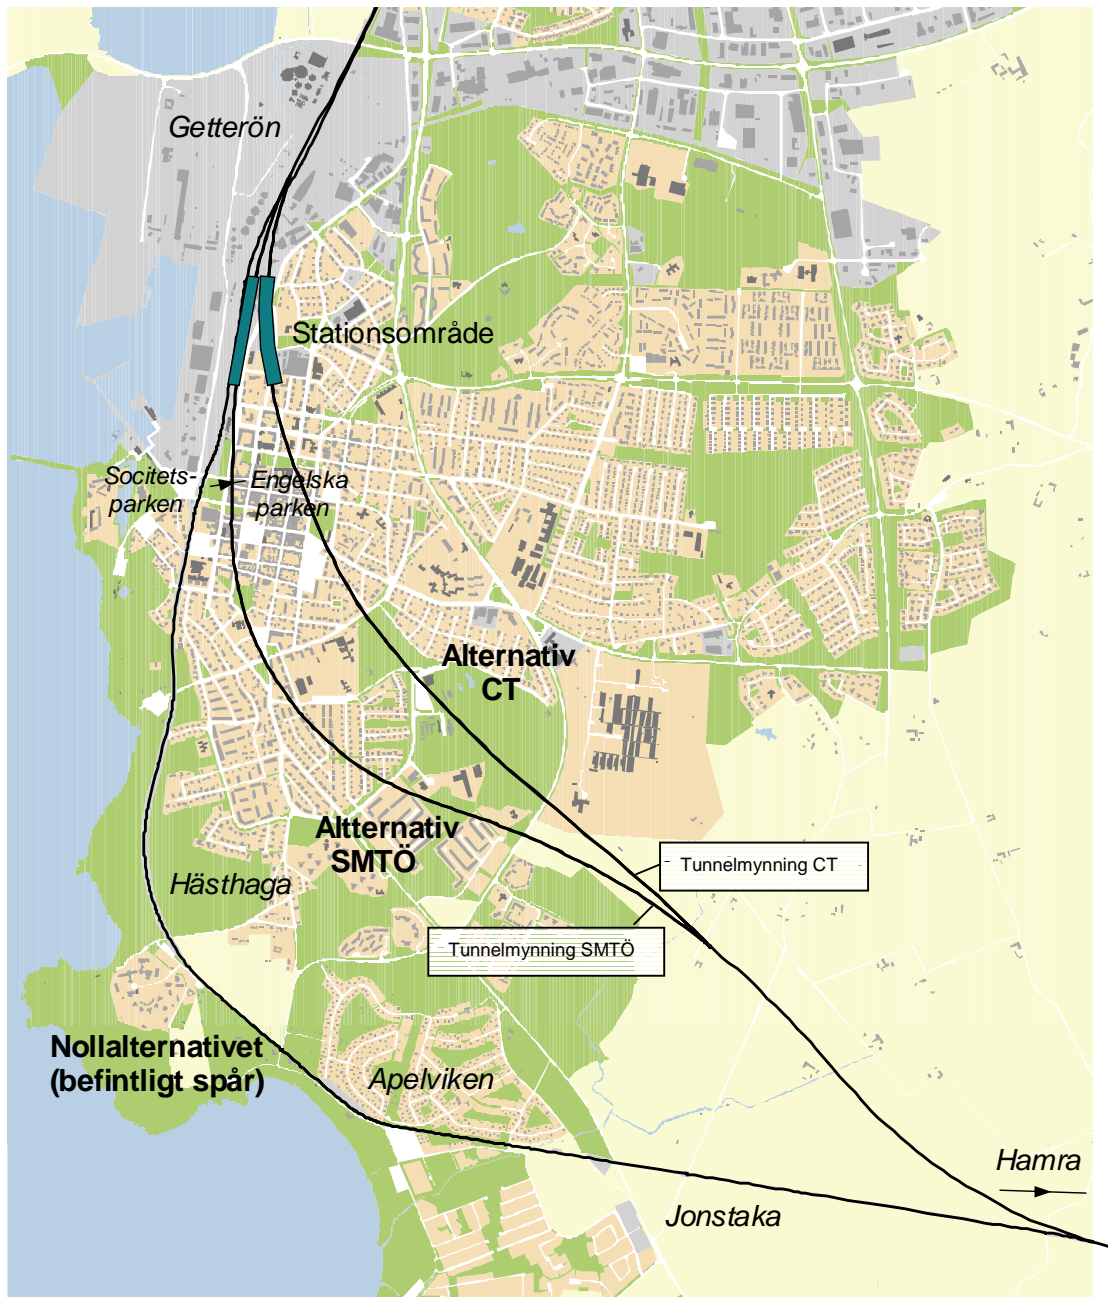 Getterön
Stationsområde
Socitets-
parken
Engelska
parken
Alternativ
CT
Altternativ
SMTÖ
Tunnelmynning CT
Hästhaga
Tunnelmynning SMTÖ
Nollalternativet
(befintligt spår)
Apelviken
Hamra
Jonstaka